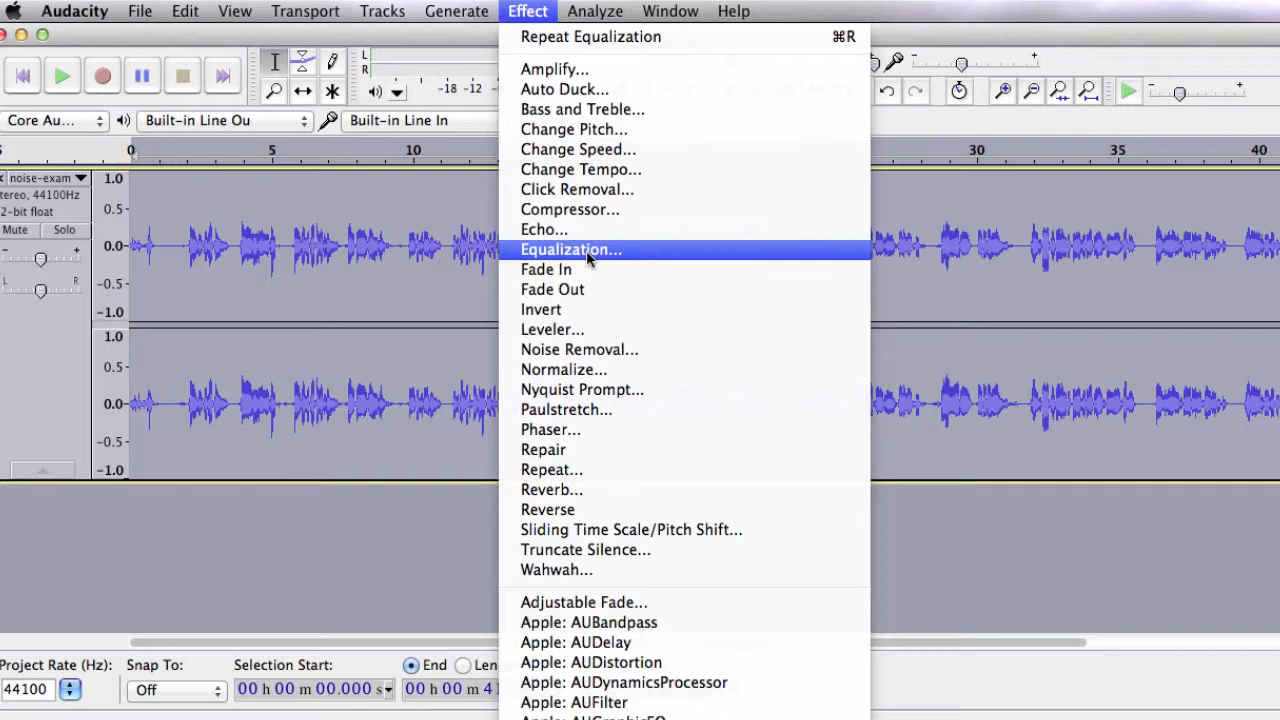 Audacity File Edit View Transport Tracks Generate Effect Analyze Window Help
Repeat Equalization ⌘R
Amplify...
Auto Duck...
Bass and Treble...
Change Pitch...
Change Speed...
Change Tempo...
Click Removal...
Compressor...
Echo...
Equalization...
Fade In
Fade Out
Invert
Leveler...
Noise Removal...
Normalize...
Nyquist Prompt...
Paulstretch...
Phaser...
Repair
Repeat...
Reverb...
Reverse
Sliding Time Scale/Pitch Shift...
Truncate Silence...
Wahwah...
Adjustable Fade...
Apple: AUBandpass
Apple: AUDelay
Apple: AUDistortion
Apple: AUDynamicsProcessor
Apple: AUFilter
Apple: AUGraphicEQ
L
R
-18 -12
Core Au... Built-in Line Ou Built-in Line In
0 5 10 30 35 40
noise-exam
tereo, 44100Hz
2-bit float
Mute Solo
- +
L R
1.0
0.5
0.0
-0.5
-1.0
1.0
0.5
0.0
-0.5
-1.0
- +
- +
Project Rate (Hz): Snap To: Selection Start: End Len
44100 Off 00 h 00 m 00.000 s 00 h 00 m 41